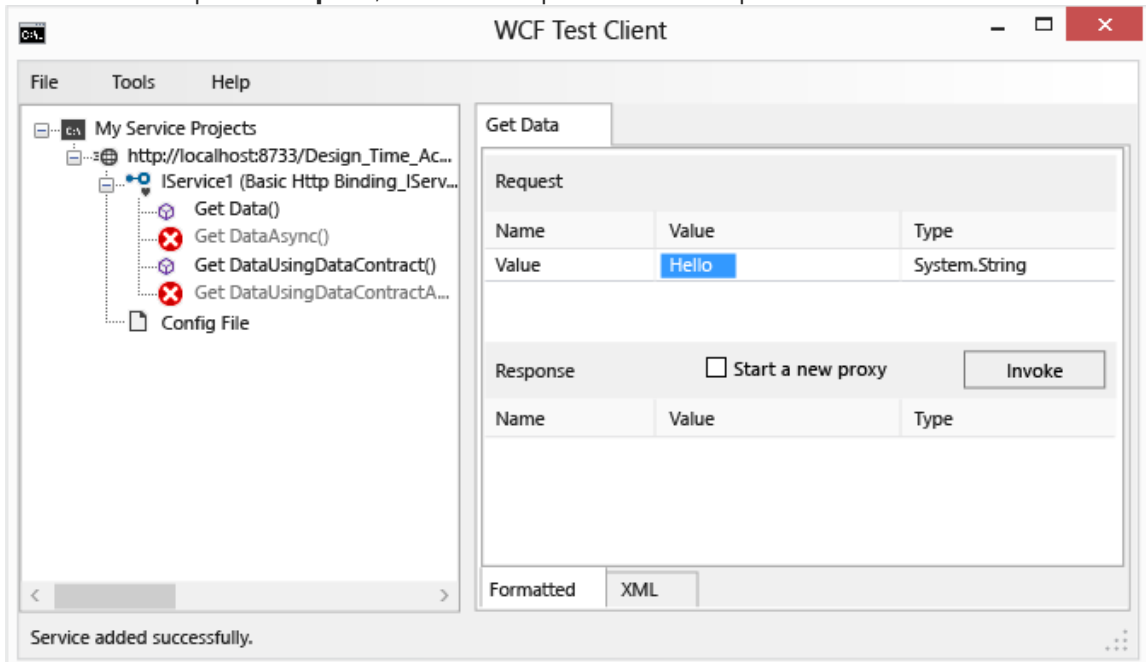 WCF Test Client
File Tools Help
My Service Projects
http://localhost:8733/Design_Time_Ac...
IService1 (Basic Http Binding_IServ...
Get Data()
Get DataAsync()
Get DataUsingDataContract()
Get DataUsingDataContractA...
Config File
Get Data
Request
Name Value Type
Value Hello System.String
Response Start a new proxy Invoke
Name Value Type
Formatted XML
Service added successfully.